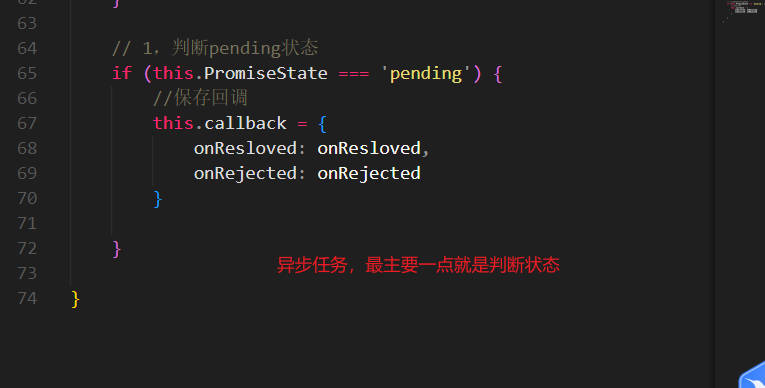 62 }
63
64 // 1, 判断pending状态
65 if (this.PromiseState === 'pending') {
66 //保存回调
67 this.callback = {
68 onResloved: onResloved,
69 onRejected: onRejected
70 }
71
72 }
异步任务，最主要一点就是判断状态
73
74 }